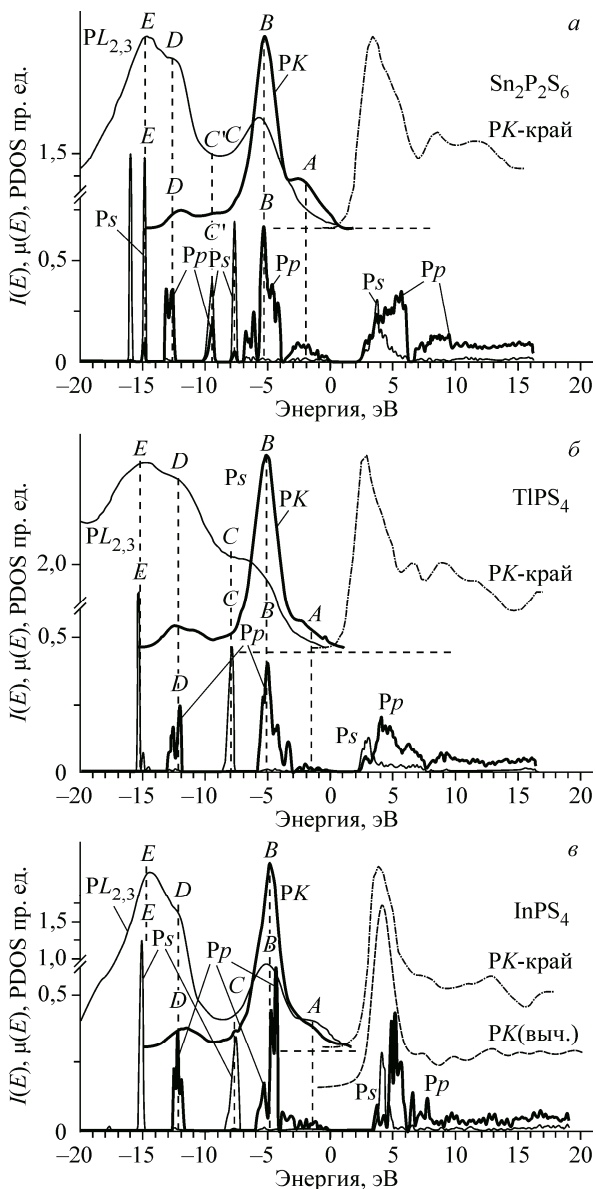 а
E
D
B
PL2,3
PK
Sn2P2S6
C' C
PK-край
E
1,5
A
D
B
Ps
C'
0,5
Pp Ps
Pp
Ps
Pp
0
–20 –15 –10 –5 0 5 10 15 20
Энергия, эВ
I(E), μ(E), PDOS пр. ед.
б
B
E
D
Ps
PK
TlPS4
PL2,3
C
2,0
E
PK-край
C
B
A
0,5
Pp
D
Pp
Ps
0
–20 –15 –10 –5 0 5 10 15 20
Энергия, эВ
I(E), μ(E), PDOS пр. ед.
в
E
B
D
PK
PL2,3
InPS4
E
1,5
Ps
B
PK-край
1,0
Pp
C
D
A
0,5
PK(выч.)
Ps
Pp
0
–20 –15 –10 –5 0 5 10 15 20
Энергия, эВ
I(E), μ(E), PDOS пр. ед.